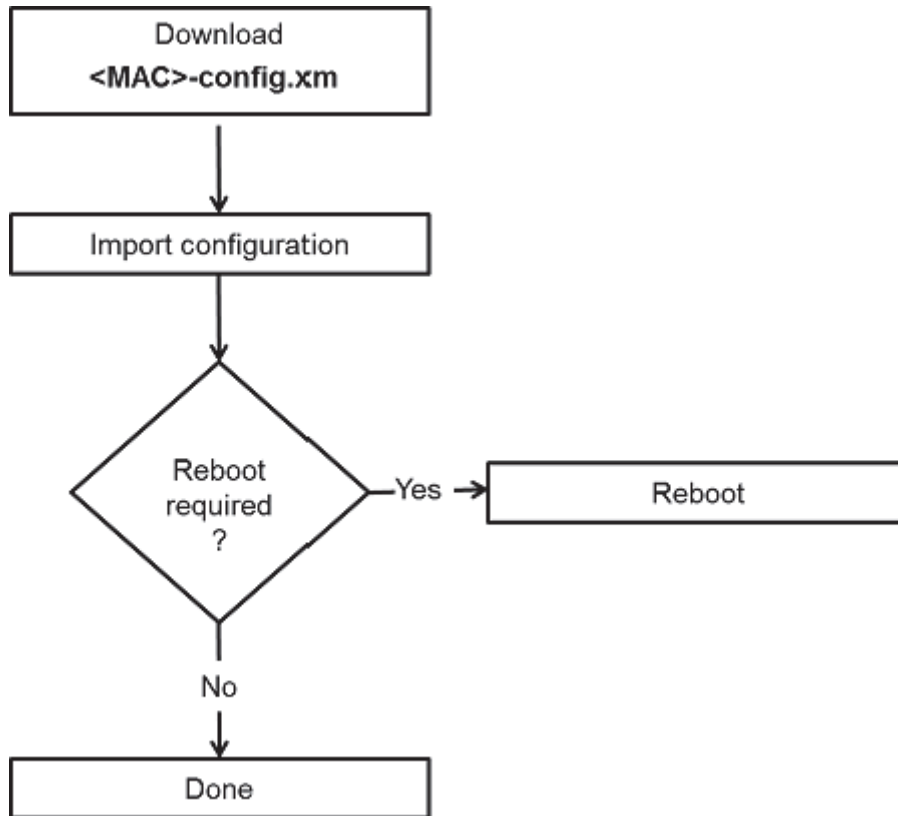 Download
<MAC>-config.xm
Import configuration
Reboot
required
?
Yes
Reboot
No
Done